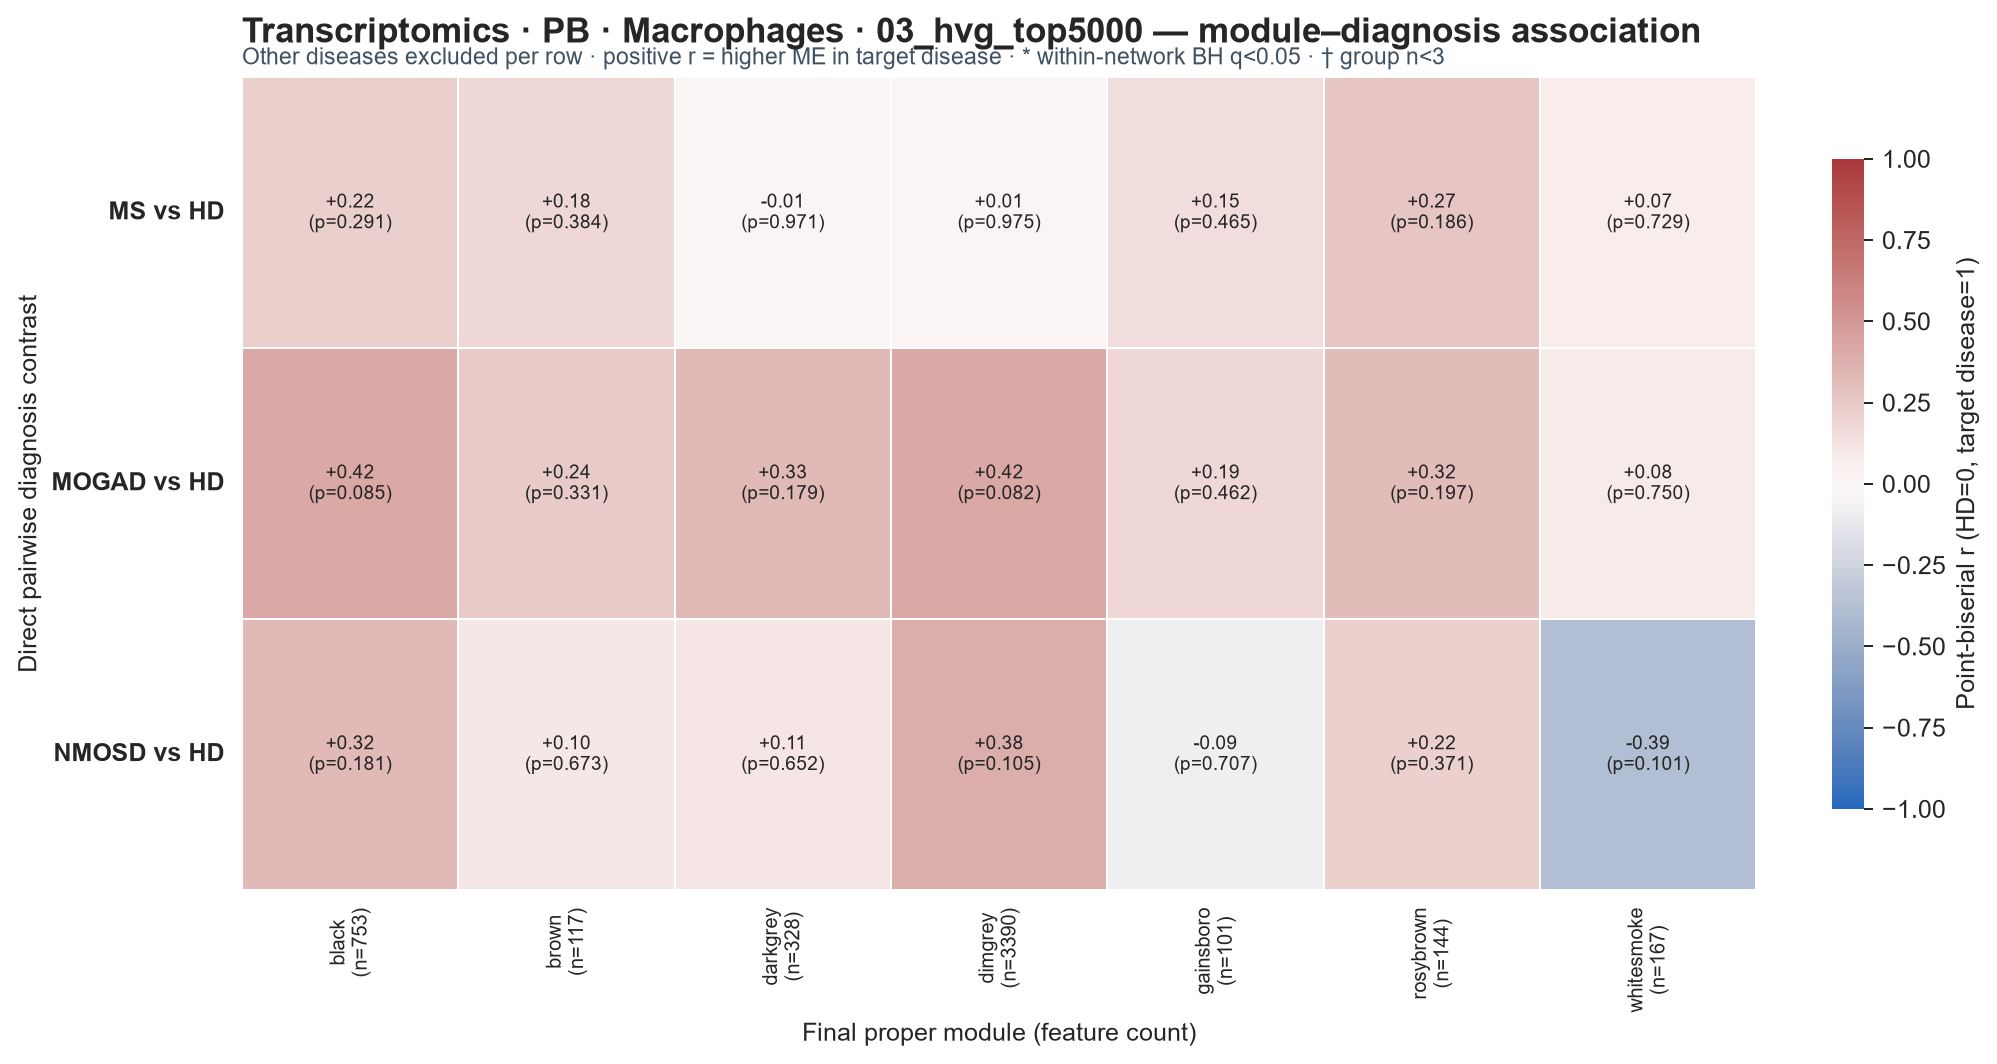 Transcriptomics · PB · Macrophages · 03_hvg_top5000 — module–diagnosis association
Other diseases excluded per row · positive r = higher ME in target disease · * within-network BH q<0.05 · † group n<3
Direct pairwise diagnosis contrast
MS vs HD
+0.22
(p=0.291)
+0.18
(p=0.384)
-0.01
(p=0.971)
+0.01
(p=0.975)
+0.15
(p=0.465)
+0.27
(p=0.186)
+0.07
(p=0.729)
MOGAD vs HD
+0.42
(p=0.085)
+0.24
(p=0.331)
+0.33
(p=0.179)
+0.42
(p=0.082)
+0.19
(p=0.462)
+0.32
(p=0.197)
+0.08
(p=0.750)
NMOSD vs HD
+0.32
(p=0.181)
+0.10
(p=0.673)
+0.11
(p=0.652)
+0.38
(p=0.105)
-0.09
(p=0.707)
+0.22
(p=0.371)
-0.39
(p=0.101)
black
(n=753)
brown
(n=117)
darkgrey
(n=328)
dimgrey
(n=3390)
gainsboro
(n=101)
rosybrown
(n=144)
whitesmoke
(n=167)
Final proper module (feature count)
1.00
0.75
0.50
0.25
0.00
−0.25
−0.50
−0.75
−1.00
Point-biserial r (HD=0, target disease=1)